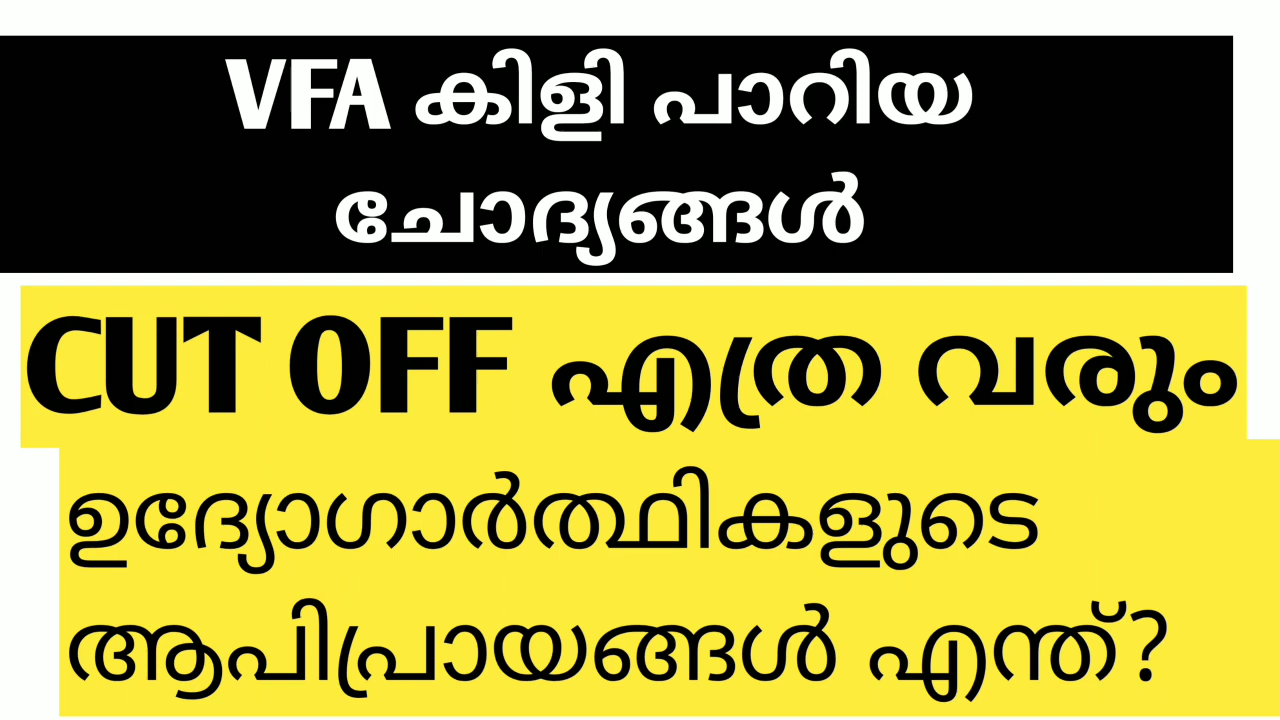 VFA കിളി പാറിയ
ചോദ്യങ്ങൾ
CUT OFF എത്ര വരും
ഉദ്യോഗാർത്ഥികളുടെ
ആപിപ്രായങ്ങൾ എന്ത്?